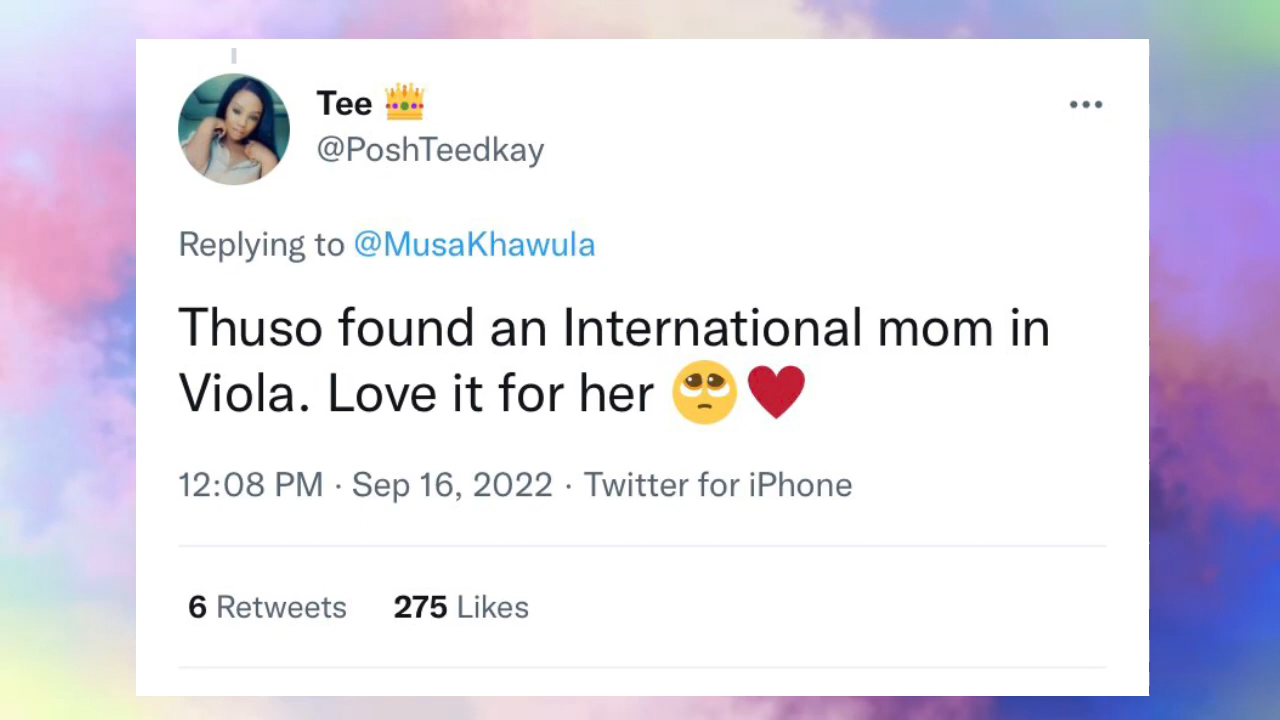 Tee 👑
@PoshTeedkay
Replying to @MusaKhawula
Thuso found an International mom in
Viola. Love it for her 🥺❤️
12:08 PM · Sep 16, 2022 · Twitter for iPhone
6 Retweets 275 Likes